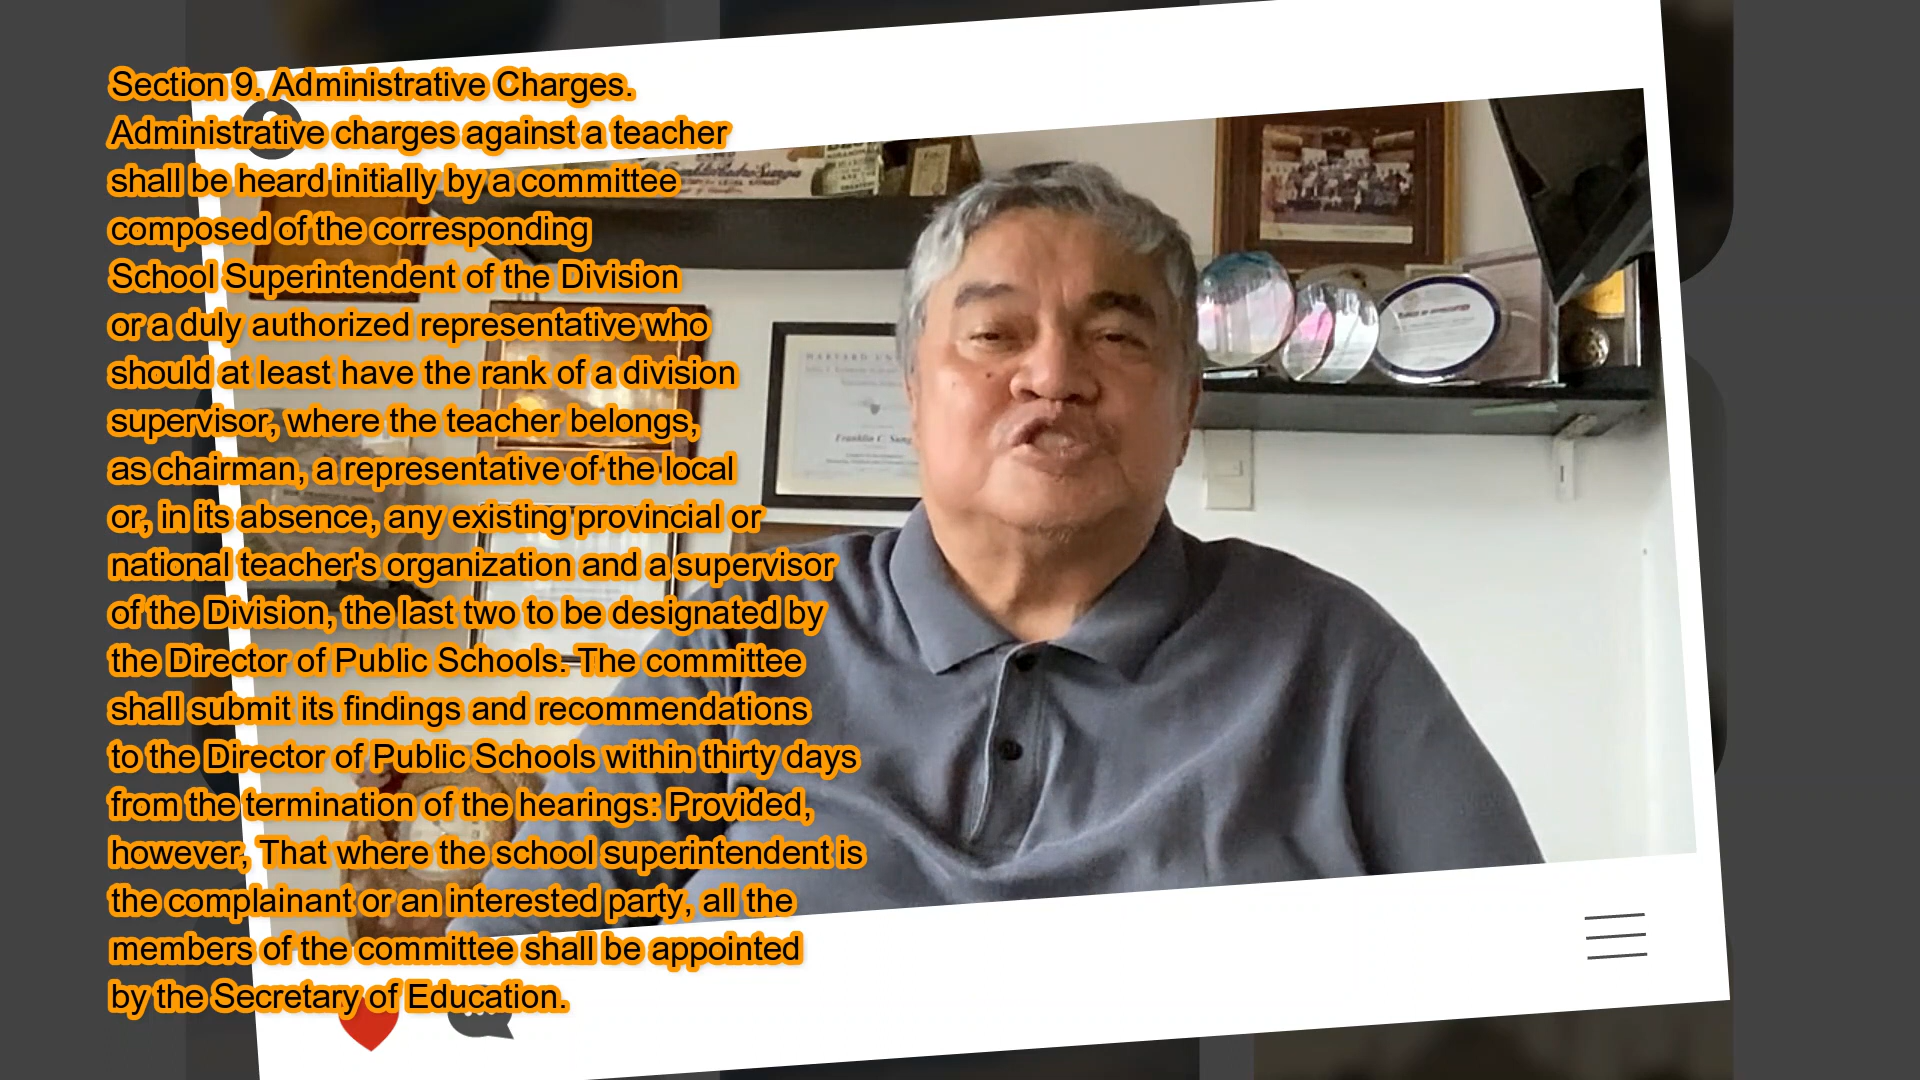 Section 9. Administrative Charges.
Administrative charges against a teacher
shall be heard initially by a committee
composed of the corresponding
School Superintendent of the Division
or a duly authorized representative who
should at least have the rank of a division
supervisor, where the teacher belongs,
as chairman, a representative of the local
or, in its absence, any existing provincial or
national teacher's organization and a supervisor
of the Division, the last two to be designated by
the Director of Public Schools. The committee
shall submit its findings and recommendations
to the Director of Public Schools within thirty days
from the termination of the hearings: Provided,
however, That where the school superintendent is
the complainant or an interested party, all the
members of the committee shall be appointed
by the Secretary of Education.
HARVARD UN
Franklin C. Sung